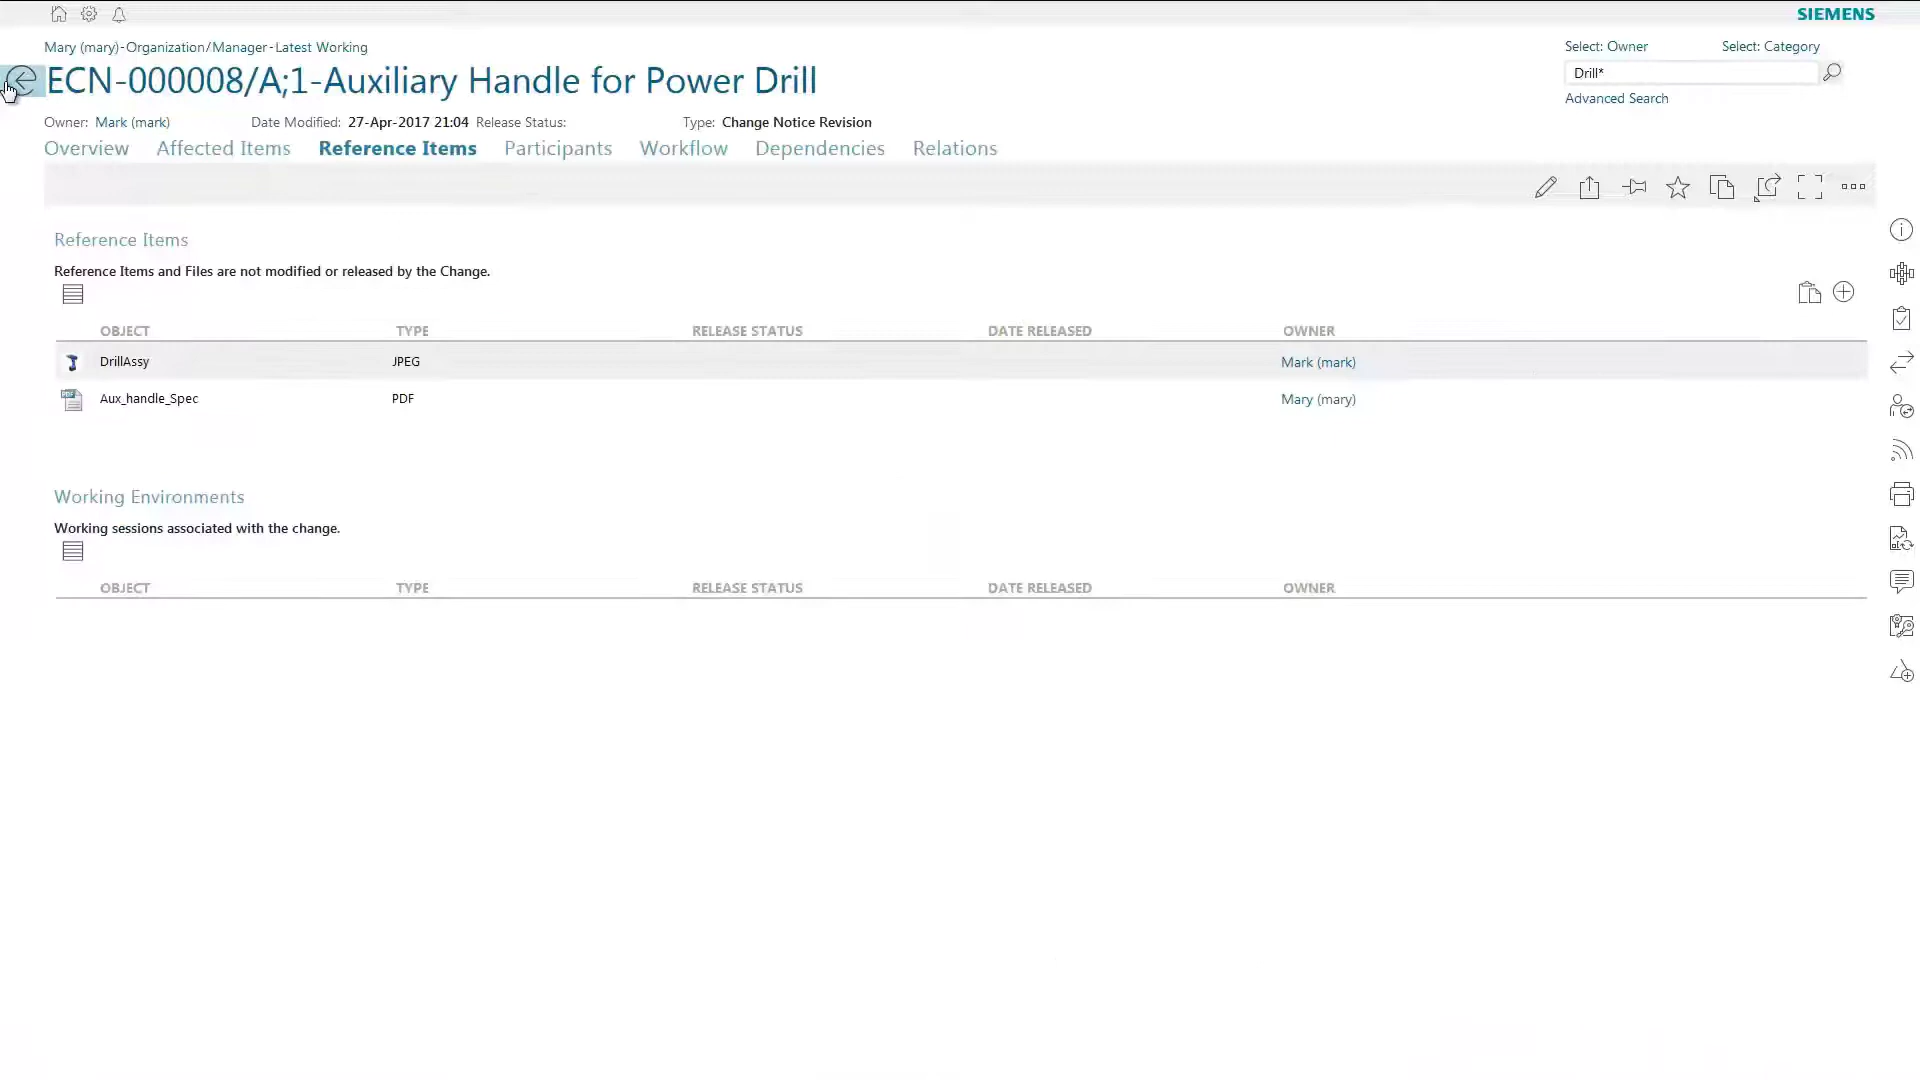 SIEMENS
Mary (mary)-Organization/Manager-Latest Working
Select: Owner Select: Category
ECN-000008/A;1-Auxiliary Handle for Power Drill
Drill*
Advanced Search
Owner: Mark (mark) Date Modified: 27-Apr-2017 21:04 Release Status: Type: Change Notice Revision
Overview Affected Items Reference Items Participants Workflow Dependencies Relations
Reference Items
Reference Items and Files are not modified or released by the Change.
OBJECT TYPE RELEASE STATUS DATE RELEASED OWNER
DrillAssy JPEG Mark (mark)
Aux_handle_Spec PDF Mary (mary)
Working Environments
Working sessions associated with the change.
OBJECT TYPE RELEASE STATUS DATE RELEASED OWNER